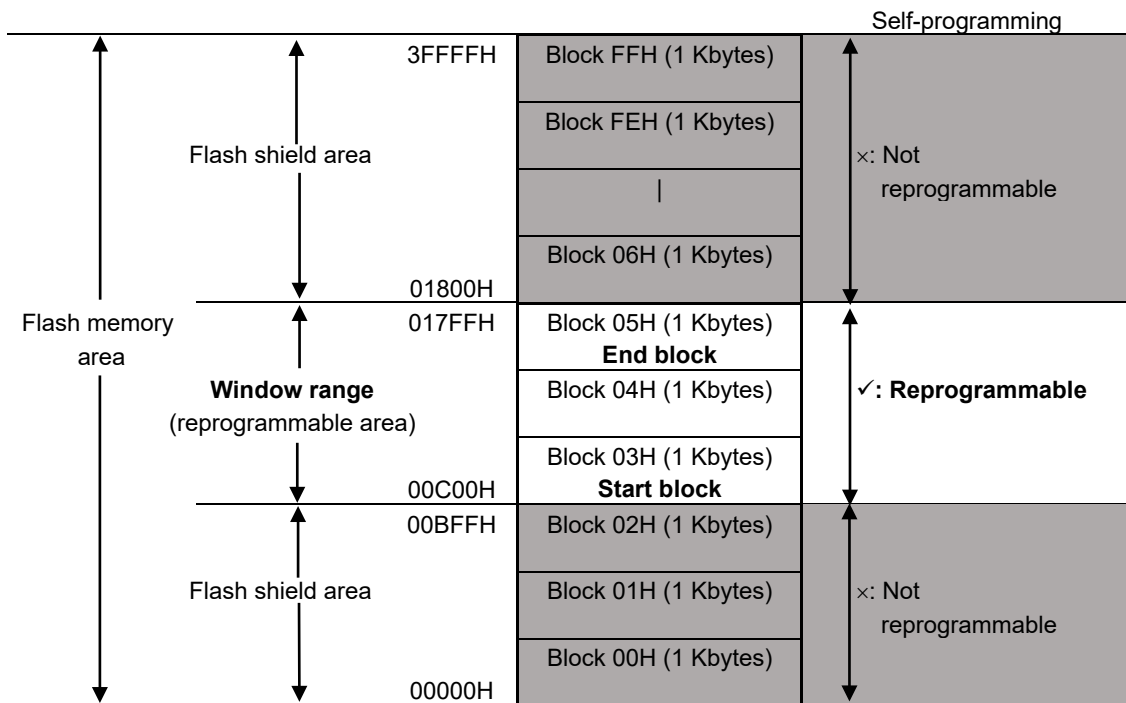 Self-programming
3FFFFH
Block FFH (1 Kbytes)
Block FEH (1 Kbytes)
Flash shield area
×: Not
reprogrammable
|
Block 06H (1 Kbytes)
01800H
Flash memory
area
017FFH
Block 05H (1 Kbytes)
End block
Window range
(reprogrammable area)
Block 04H (1 Kbytes)
✓: Reprogrammable
Block 03H (1 Kbytes)
00C00H
Start block
00BFFH
Block 02H (1 Kbytes)
Flash shield area
Block 01H (1 Kbytes)
×: Not
reprogrammable
Block 00H (1 Kbytes)
00000H